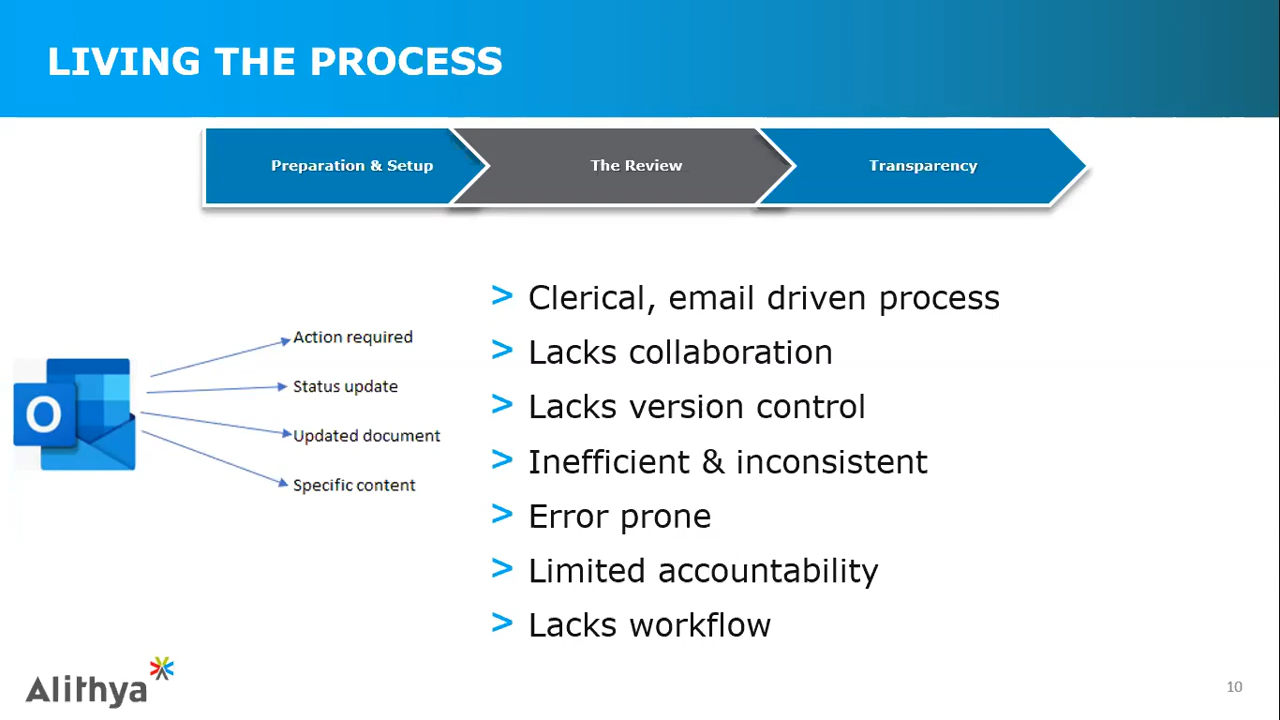 LIVING THE PROCESS
Preparation & Setup
The Review
Transparency
Action required
Status update
Updated document
Specific content
O
> Clerical, email driven process
> Lacks collaboration
> Lacks version control
> Inefficient & inconsistent
> Error prone
> Limited accountability
> Lacks workflow
Alithya
10